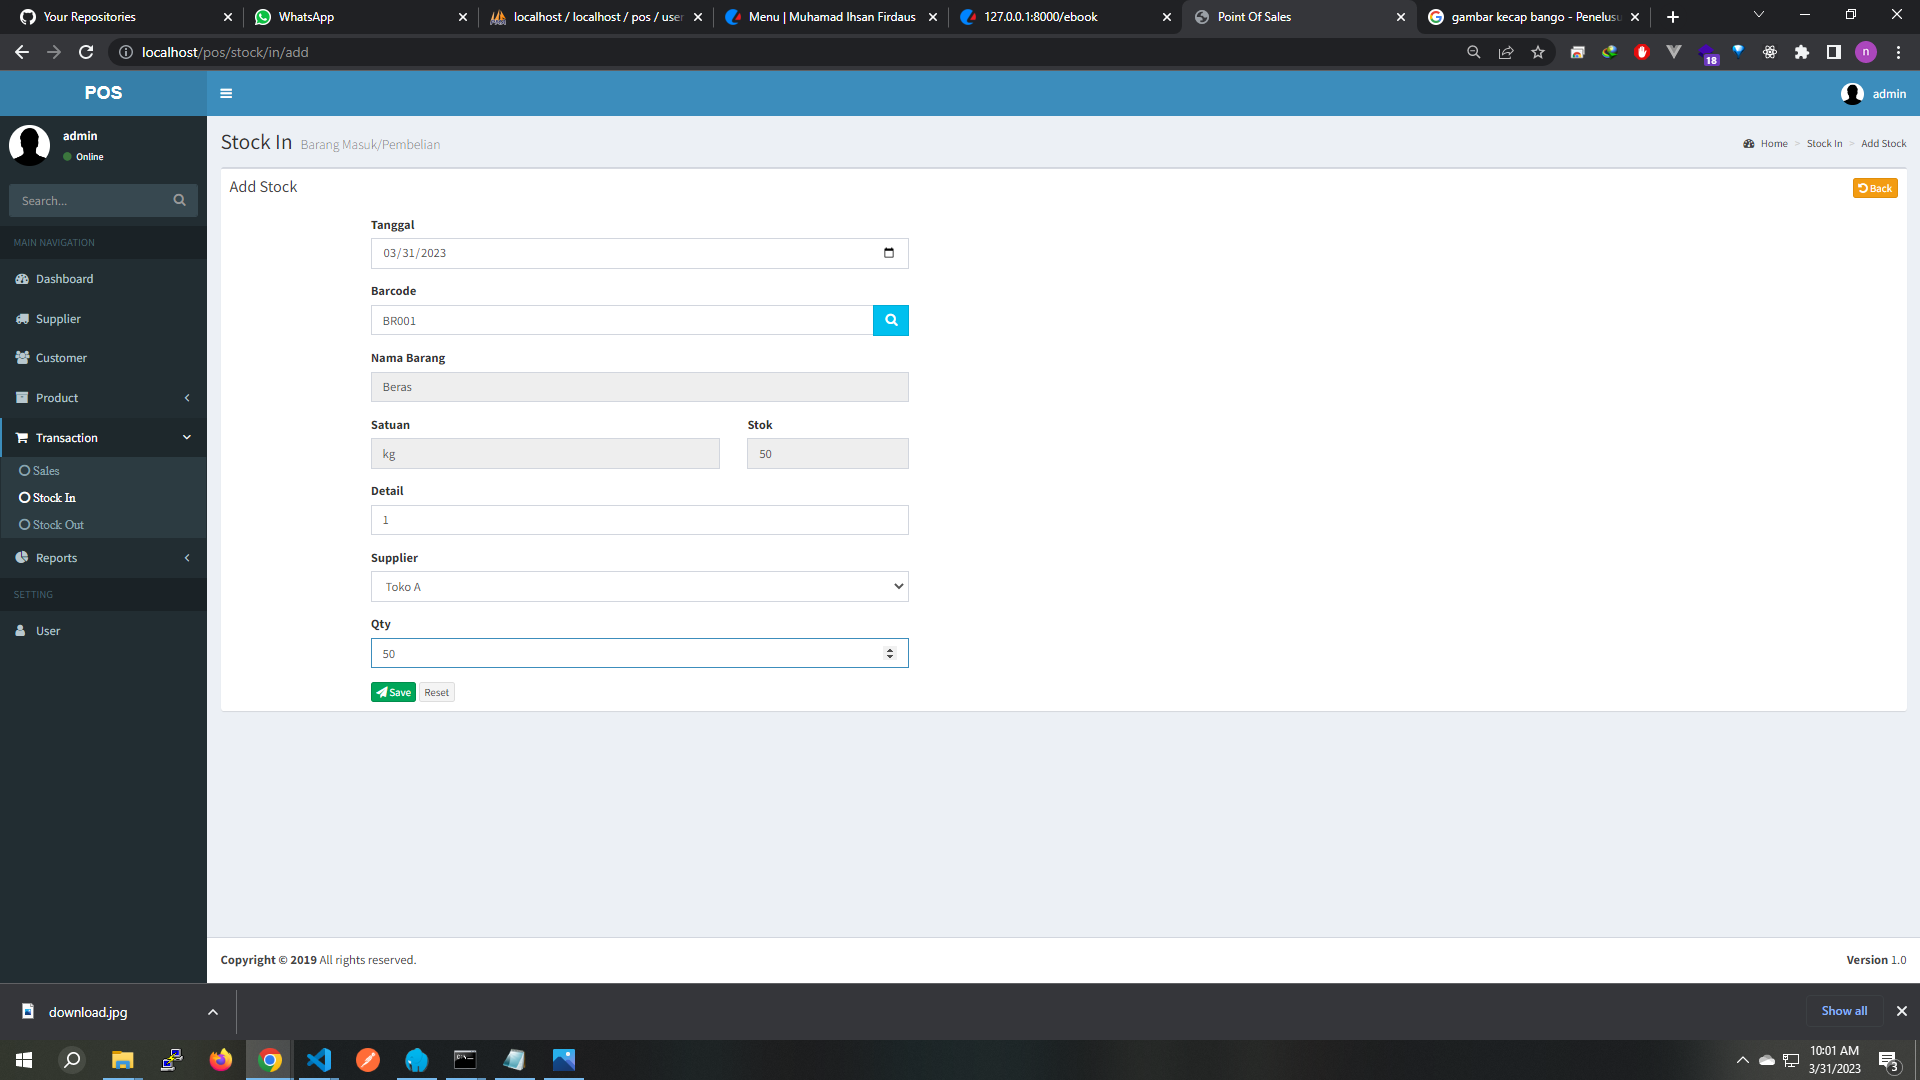 Your Repositories
WhatsApp
localhost / localhost / pos / user
Menu | Muhamad Ihsan Firdaus
127.0.0.1:8000/ebook
Point Of Sales
gambar kecap bango - Penelusu
localhost/pos/stock/in/add
18
n
POS
admin
admin
Online
Stock In Barang Masuk/Pembelian
Home > Stock In > Add Stock
Search...
Add Stock
Back
MAIN NAVIGATION
Dashboard
Supplier
Customer
Product
Transaction
Sales
Stock In
Stock Out
Reports
SETTING
User
Tanggal
03/31/2023
Barcode
BR001
Nama Barang
Beras
Satuan
Stok
kg
50
Detail
1
Supplier
Toko A
Qty
50
Save
Reset
Copyright © 2019 All rights reserved.
Version 1.0
download.jpg
Show all
10:01 AM
3/31/2023
3